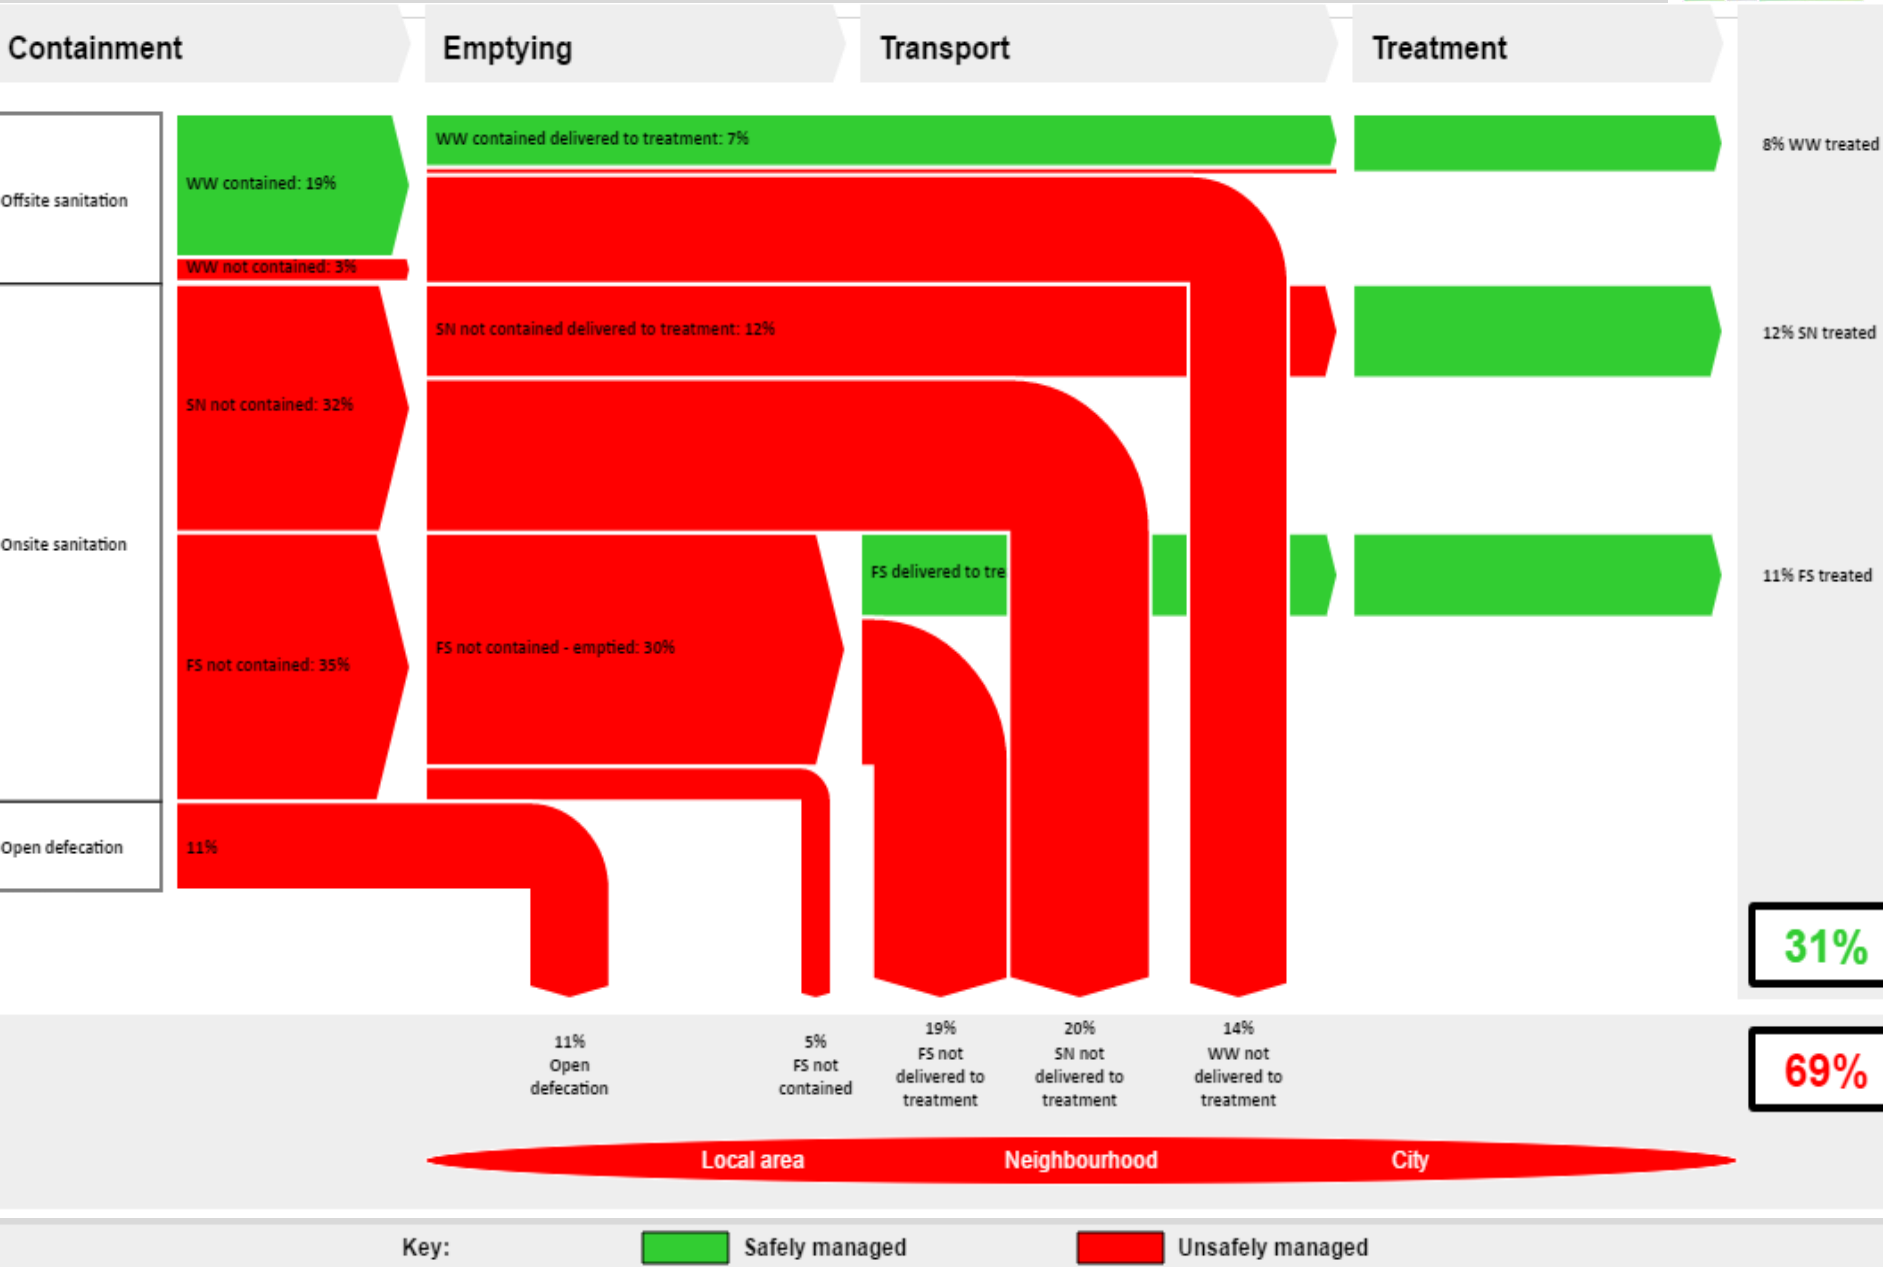 Containment
Emptying
Transport
Treatment
Offsite sanitation
WW contained: 19%
WW contained delivered to treatment: 7%
8% WW treated
WW not contained: 3%
Onsite sanitation
SN not contained: 32%
SN not contained delivered to treatment: 12%
12% SN treated
FS not contained: 35%
FS not contained - emptied: 30%
FS delivered to tre
11% FS treated
Open defecation
11%
31%
11%
Open
defecation
5%
FS not
contained
19%
FS not
delivered to
treatment
20%
SN not
delivered to
treatment
14%
WW not
delivered to
treatment
69%
Local area
Neighbourhood
City
Key:
Safely managed
Unsafely managed